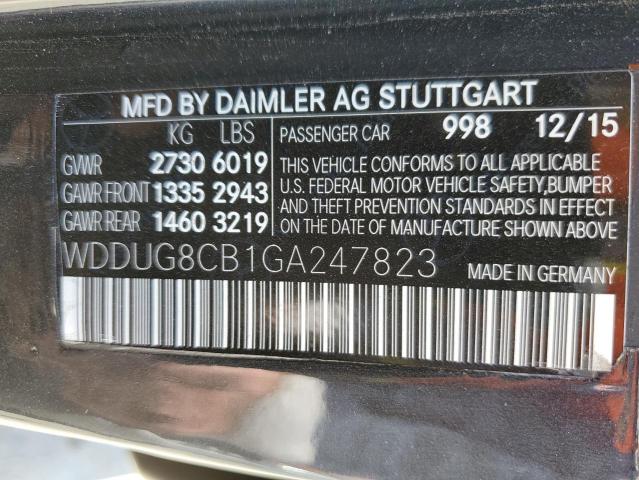 MFD BY DAIMLER AG STUTTGART
KG LBS
PASSENGER CAR 998 12/15
GVWR 2730 6019
GAWR FRONT 1335 2943
GAWR REAR 1460 3219
THIS VEHICLE CONFORMS TO ALL APPLICABLE
U.S. FEDERAL MOTOR VEHICLE SAFETY,BUMPER
AND THEFT PREVENTION STANDARDS IN EFFECT
ON THE DATE OF MANUFACTURE SHOWN ABOVE
WDDUG8CB1GA247823
MADE IN GERMANY